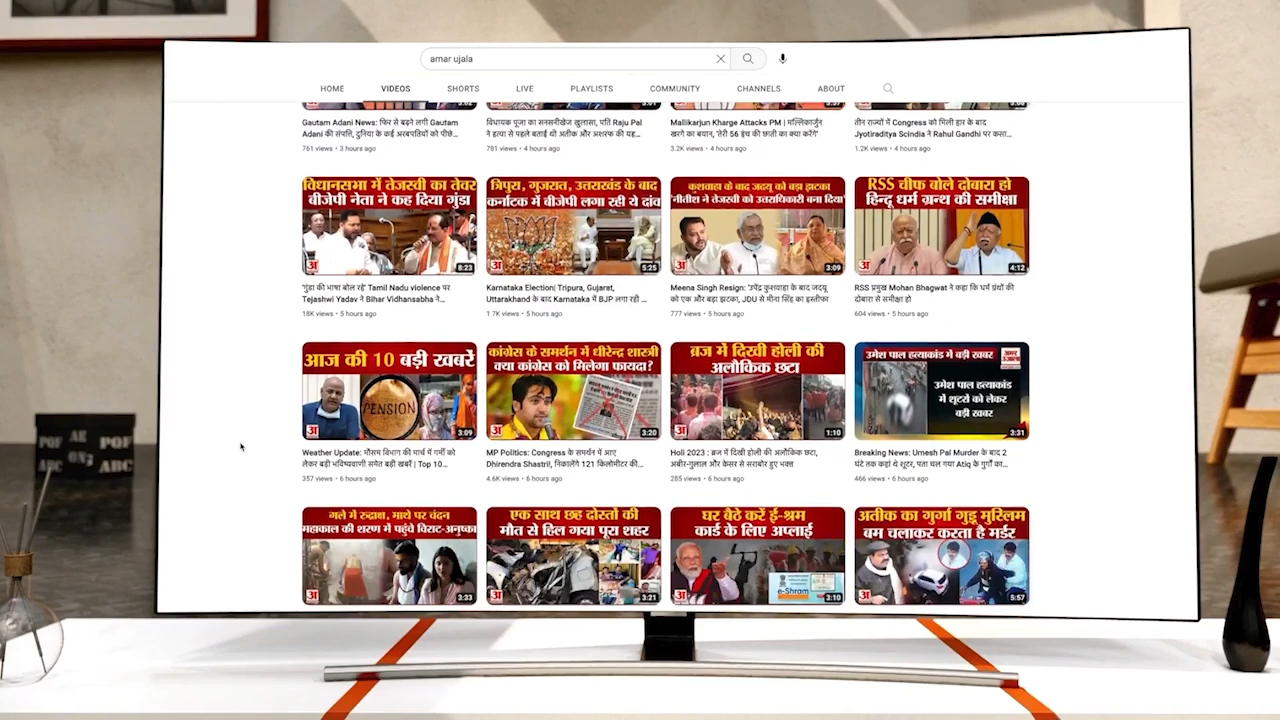 amar ujala
HOME VIDEOS SHORTS LIVE PLAYLISTS COMMUNITY CHANNELS ABOUT
Gautam Adani News: फिर से बढ़ने लगी Gautam
Adani की संपत्ति, दुनिया के कई अरबपतियों को पीछे...
761 views • 3 hours ago
विधायक पूजा का सनसनीखेज खुलासा, पति Raju Pal
ने हत्या से पहले बताई थी अतीक और अशरफ की यह...
781 views • 4 hours ago
Mallikarjun Kharge Attacks PM | मल्लिकार्जुन
खरगे का बयान, 'तेरी 56 इंच की छाती का क्या करेंगे'
3.2K views • 4 hours ago
तीन राज्यों में Congress को मिली हार के बाद
Jyotiraditya Scindia ने Rahul Gandhi पर कसा...
1.2K views • 4 hours ago
विधानसभा में तेजस्वी का तेवर
बीजेपी नेता ने कह दिया गुंडा
अ
8:23
'गुंडा की भाषा बोल रहे' Tamil Nadu violence पर
Tejashwi Yadav ने Bihar Vidhansabha ने...
18K views • 5 hours ago
त्रिपुरा, गुजरात, उत्तराखंड के बाद
कर्नाटक में बीजेपी लगा रही ये दांव
अ
5:25
Karnataka Election| Tripura, Gujarat,
Uttarakhand के बाद Karnataka में BJP लगा रही ...
1.7K views • 5 hours ago
कुशवाहा के बाद जदयू को बड़ा झटका
'नीतीश ने तेजस्वी को उत्तराधिकारी बना दिया'
अ
3:09
Meena Singh Resign: 'उपेंद्र कुशवाहा के बाद जदयू
को एक और बड़ा झटका, JDU से मीना सिंह का इस्तीफा
777 views • 5 hours ago
RSS चीफ बोले दोबारा हो
हिन्दू धर्म ग्रन्थ की समीक्षा
अ
4:12
RSS प्रमुख Mohan Bhagwat ने कहा कि धर्म ग्रंथों की
दोबारा से समीक्षा हो
604 views • 5 hours ago
आज की 10 बड़ी खबरें
PENSION
अ
3:09
Weather Update: मौसम विभाग की मार्च में गर्मी को
लेकर बड़ी भविष्यवाणी समेत बड़ी खबरें | Top 10...
357 views • 6 hours ago
कांग्रेस के समर्थन में धीरेन्द्र शास्त्री
क्या कांग्रेस को मिलेगा फायदा?
अ
3:20
MP Politics: Congress के समर्थन में आए
Dhirendra Shastri!, निकालेंगे 121 किलोमीटर की...
4.6K views • 6 hours ago
ब्रज में दिखी होली की
अलौकिक छटा
अ
1:10
Holi 2023 : ब्रज में दिखी होली की अलौकिक छटा,
अबीर-गुलाल और केसर से सराबोर हुए भक्त
285 views • 6 hours ago
उमेश पाल हत्याकांड में बड़ी खबर
अमर उजाला
उमेश पाल हत्याकांड
में शूटरों को लेकर
बड़ी खबर
3:31
Breaking News: Umesh Pal Murder के बाद 2
घंटे तक कहां थे शूटर, पता चल गया Atiq के गुर्गों का...
466 views • 6 hours ago
गले में रुद्राक्ष, माथे पर चंदन
महाकाल की शरण में पहुंचे विराट-अनुष्का
अ
3:33
एक साथ छह दोस्तों की
मौत से हिल गया पूरा शहर
अ
3:21
घर बैठे करें ई-श्रम
कार्ड के लिए अप्लाई
e-Shram
अ
3:10
अतीक का गुर्गा गुड्डू मुस्लिम
बम चलाकर करता है मर्डर
अ
5:57